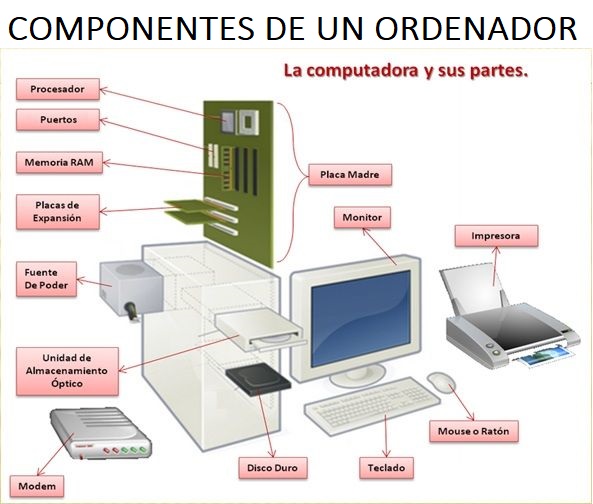 COMPONENTES DE UN ORDENADOR
La computadora y sus partes.
Procesador
Puertos
Memoria RAM
Placas de
Expansión
Placa Madre
Monitor
Impresora
Fuente
De Poder
Unidad de
Almacenamiento
Óptico
Mouse o Ratón
Modem
Disco Duro
Teclado